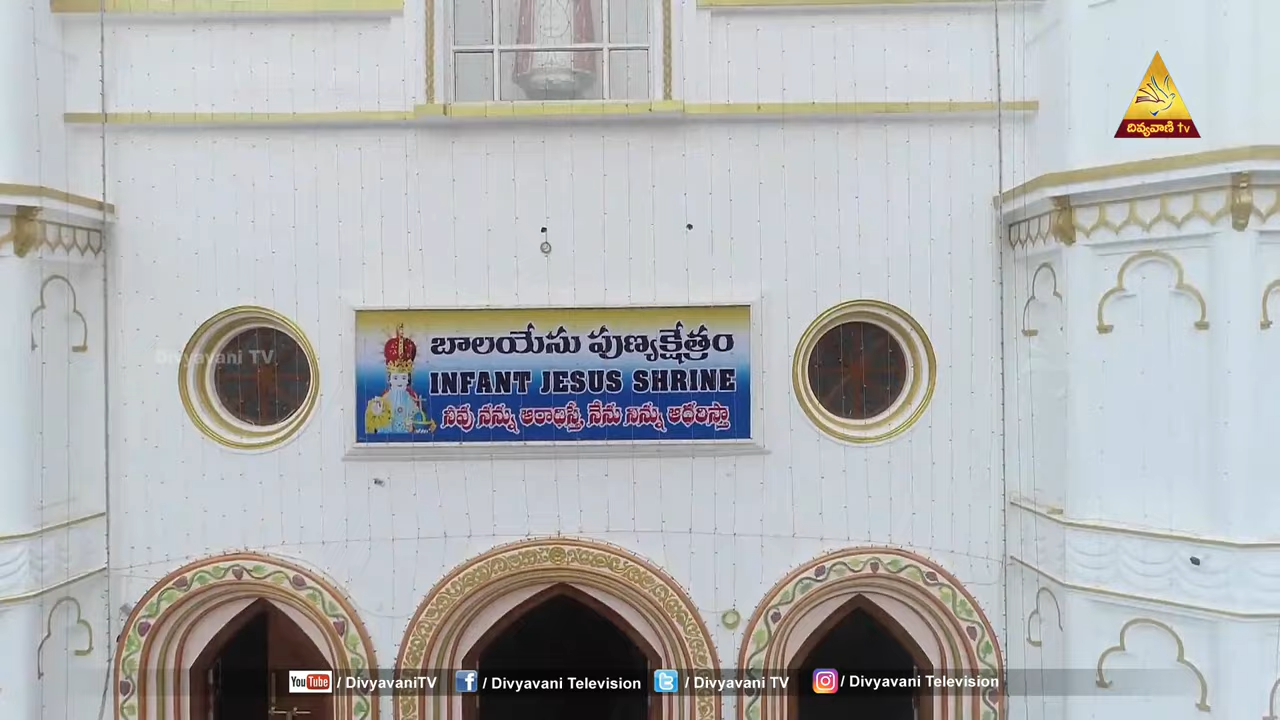 దివ్యవాణి tv
Divyavani TV
బాలయేసు పుణ్యక్షేత్రం
INFANT JESUS SHRINE
నీవు నన్ను ఆరాధిస్తే, నేను నిన్ను ఆదరిస్తా
YouTube / DivyavaniTV f / Divyavani Television / Divyavani TV / Divyavani Television